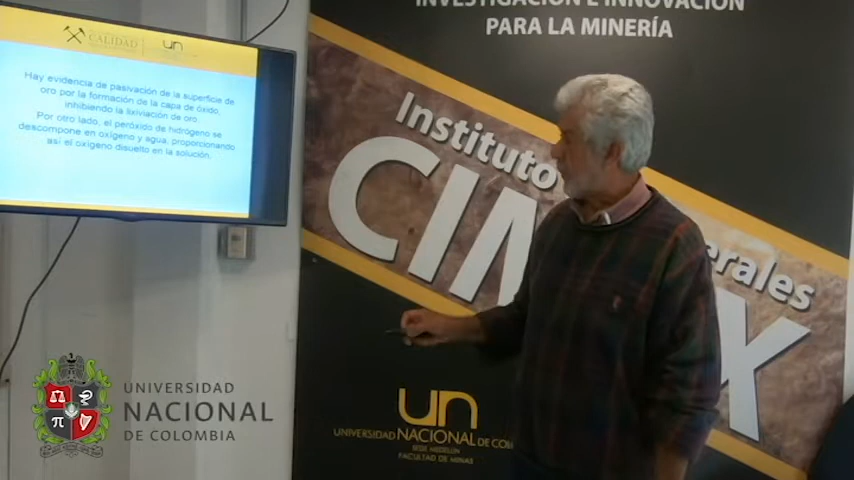 INVESTIGACIÓN E INNOVACIÓN
PARA LA MINERÍA
CALIDAD
un
Hay evidencia de pasivación de la superficie de
oro por la formación de la capa de óxido,
inhibiendo la lixiviación de oro.
Por otro lado, el peróxido de hidrógeno se
descompone en oxígeno y agua, proporcionando
así el oxígeno disuelto en la solución.
Instituto
erales
CIM
X
un
UNIVERSIDAD NACIONAL DE COL
SEDE MEDELLÍN
FACULTAD DE MINAS
UNIVERSIDAD
NACIONAL
DE COLOMBIA